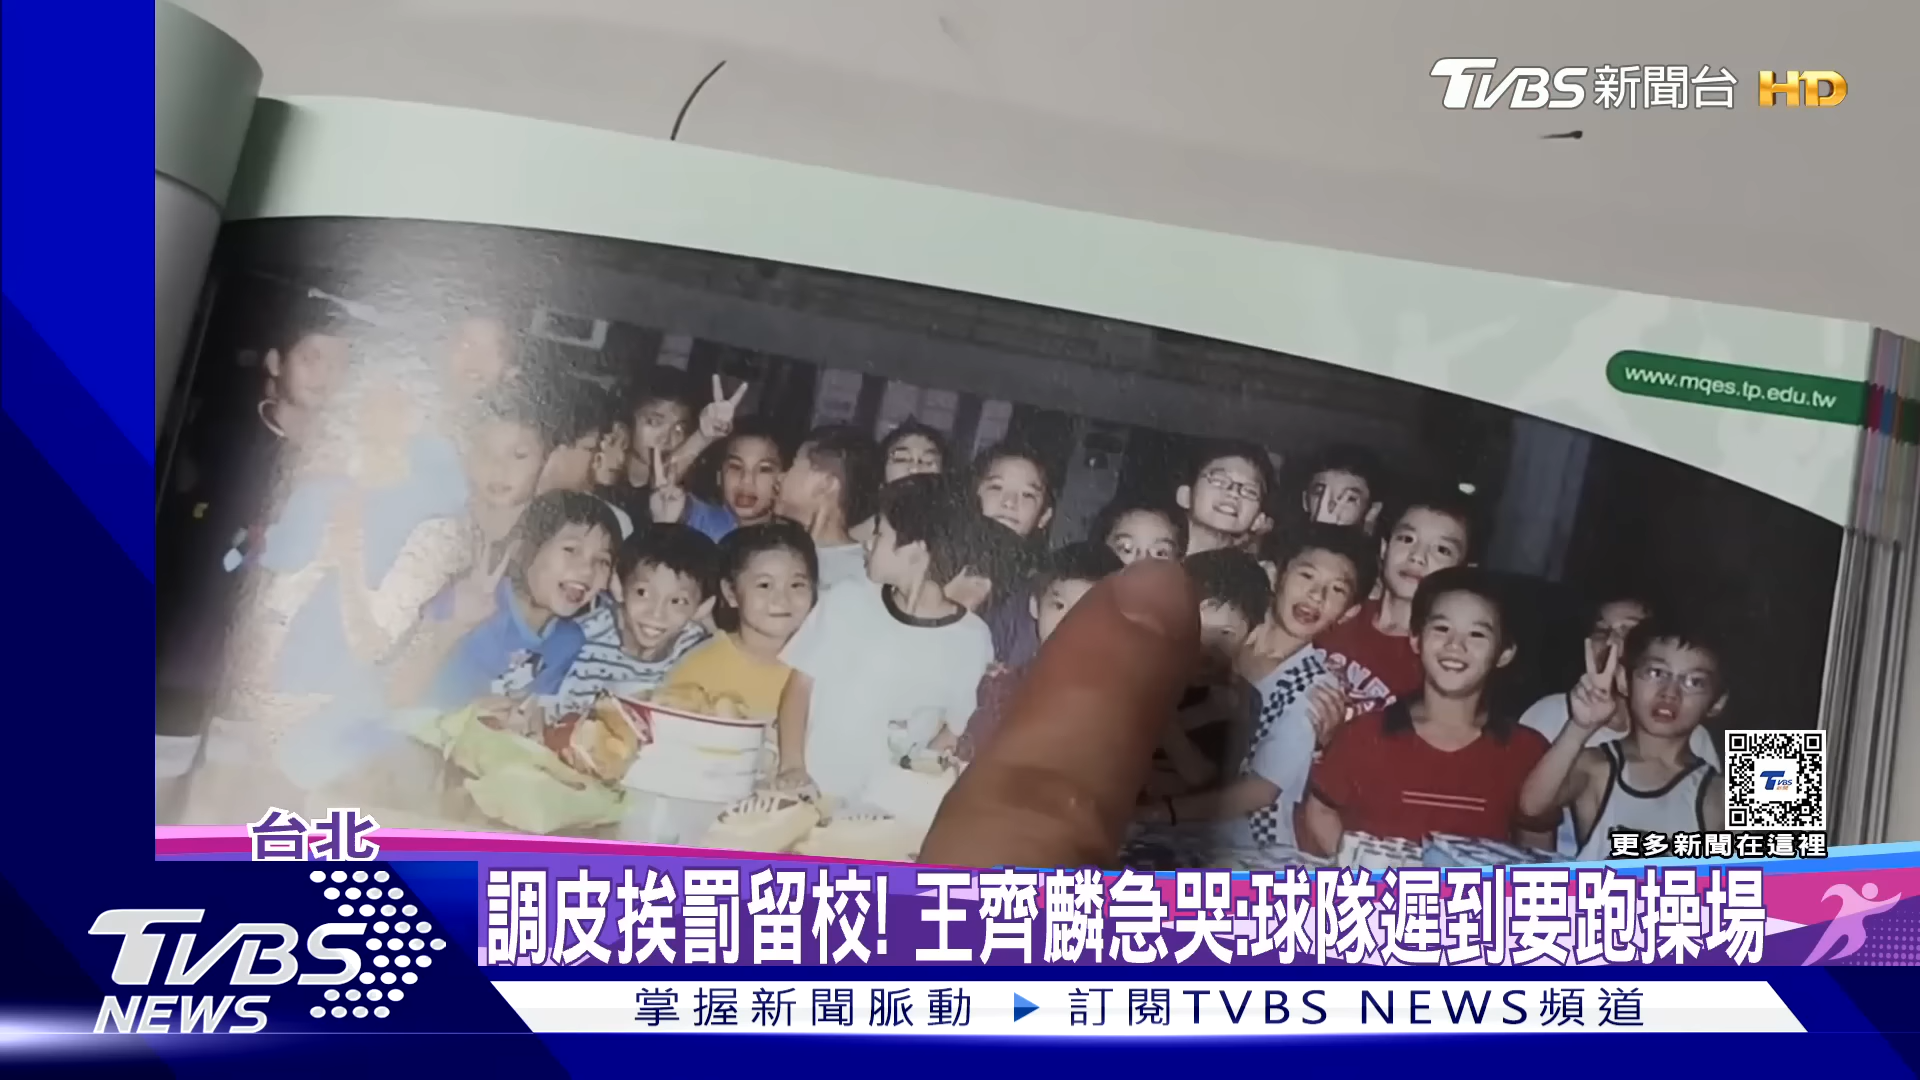 TVBS新聞台 HD
www.mqes.tp.edu.tw
TVBS
更多新聞在這裡
台北
調皮挨罰留校! 王齊麟急哭:球隊遲到要跑操場
TVBS NEWS
掌握新聞脈動 ▶ 訂閱TVBS NEWS頻道